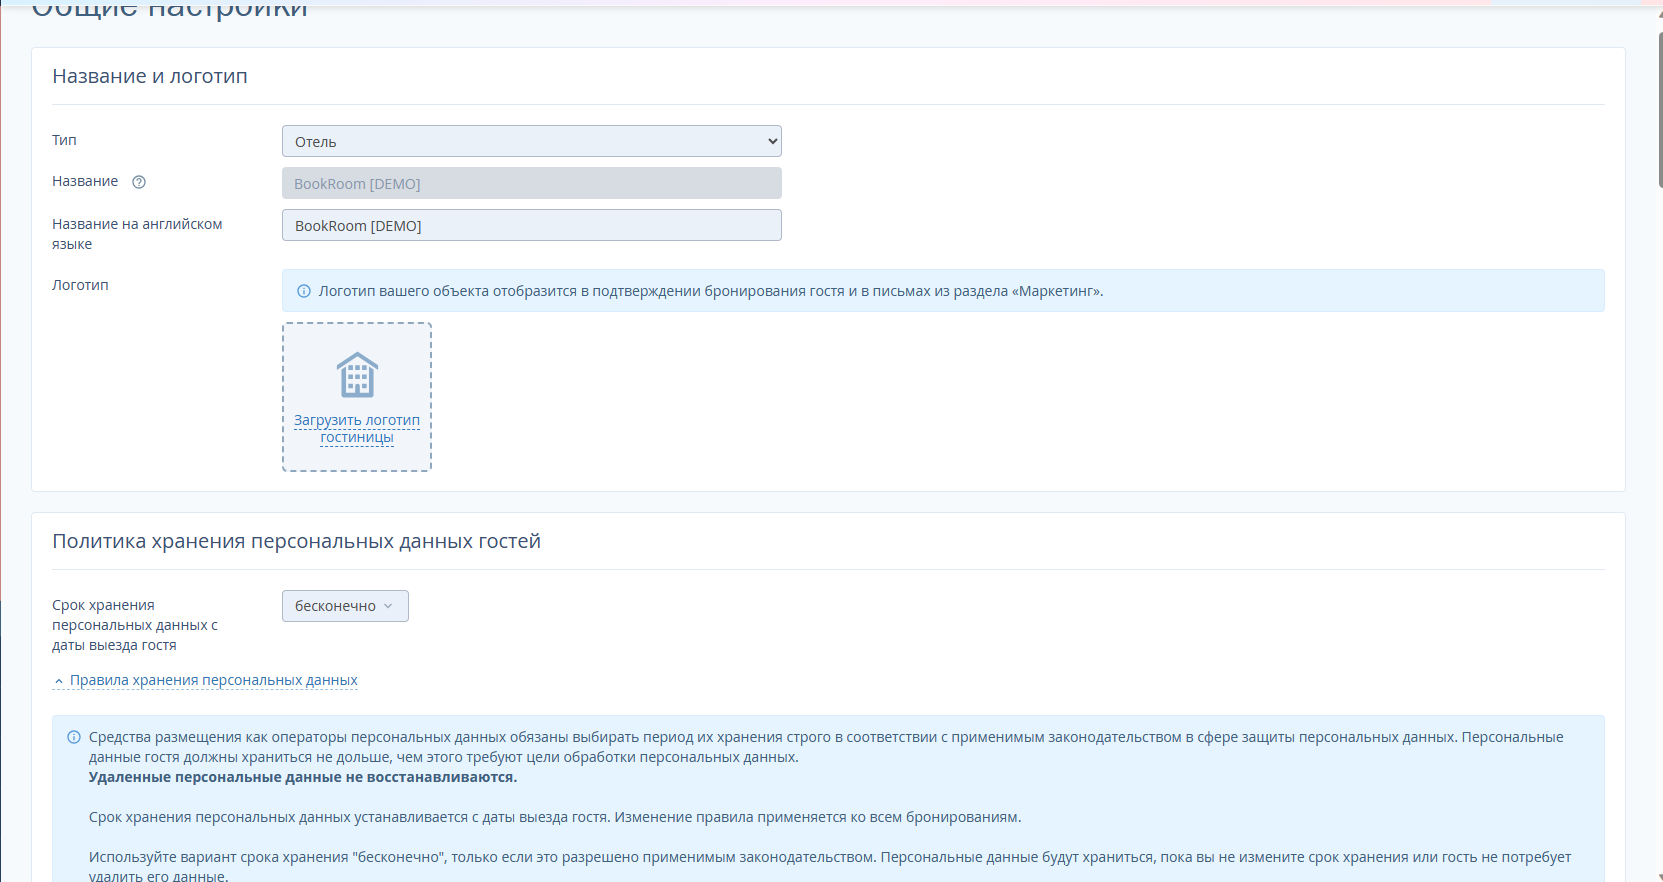 Общие настройки
Название и логотип
Тип
Отель
Название
BookRoom [DEMO]
Название на английском
языке
BookRoom [DEMO]
Логотип
Логотип вашего объекта отобразится в подтверждении бронирования гостя и в письмах из раздела «Маркетинг».
Загрузить логотип
гостиницы
Политика хранения персональных данных гостей
Срок хранения
персональных данных с
даты выезда гостя
бесконечно
Правила хранения персональных данных
Средства размещения как операторы персональных данных обязаны выбирать период их хранения строго в соответствии с применимым законодательством в сфере защиты персональных данных. Персональные
данные гостя должны храниться не дольше, чем этого требуют цели обработки персональных данных.
Удаленные персональные данные не восстанавливаются.
Срок хранения персональных данных устанавливается с даты выезда гостя. Изменение правила применяется ко всем бронированиям.
Используйте вариант срока хранения "бесконечно", только если это разрешено применимым законодательством. Персональные данные будут храниться, пока вы не измените срок хранения или гость не потребует
удалить его данные.